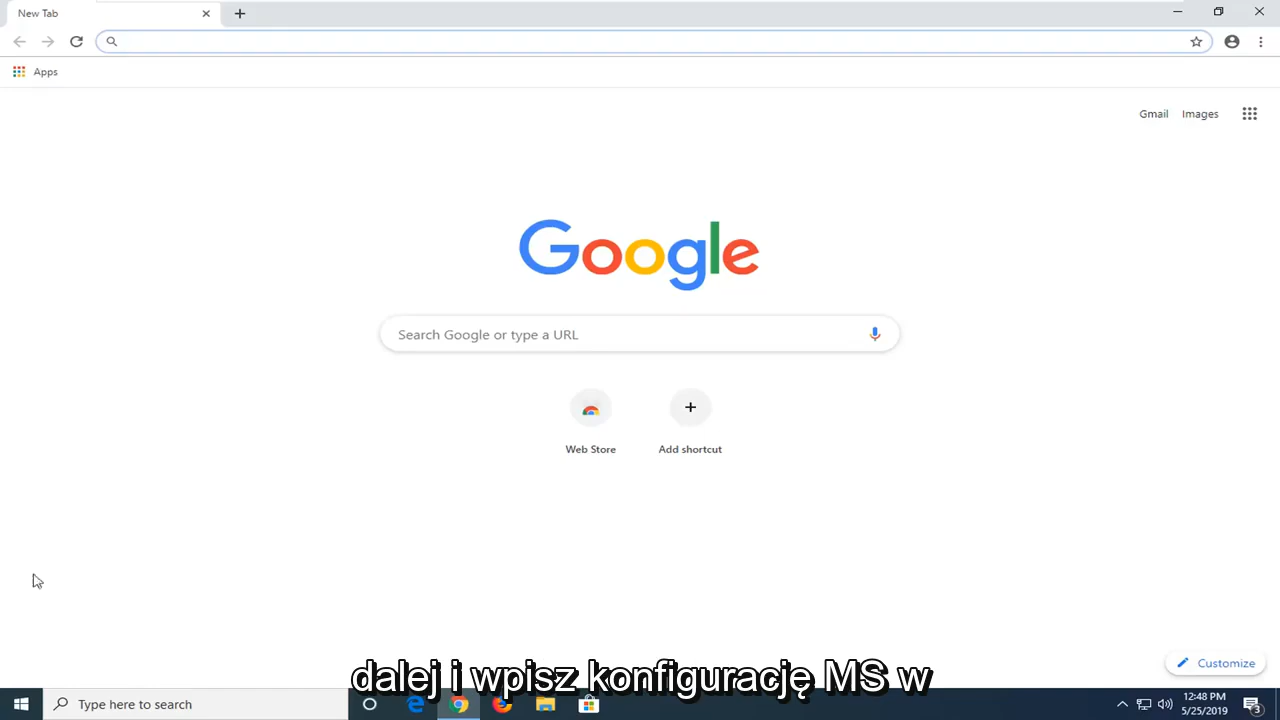 New Tab
Apps
Gmail Images
Google
Search Google or type a URL
Web Store Add shortcut
dalej i wpisz konfigurację MS w
Customize
Type here to search
12:48 PM
5/25/2019
3